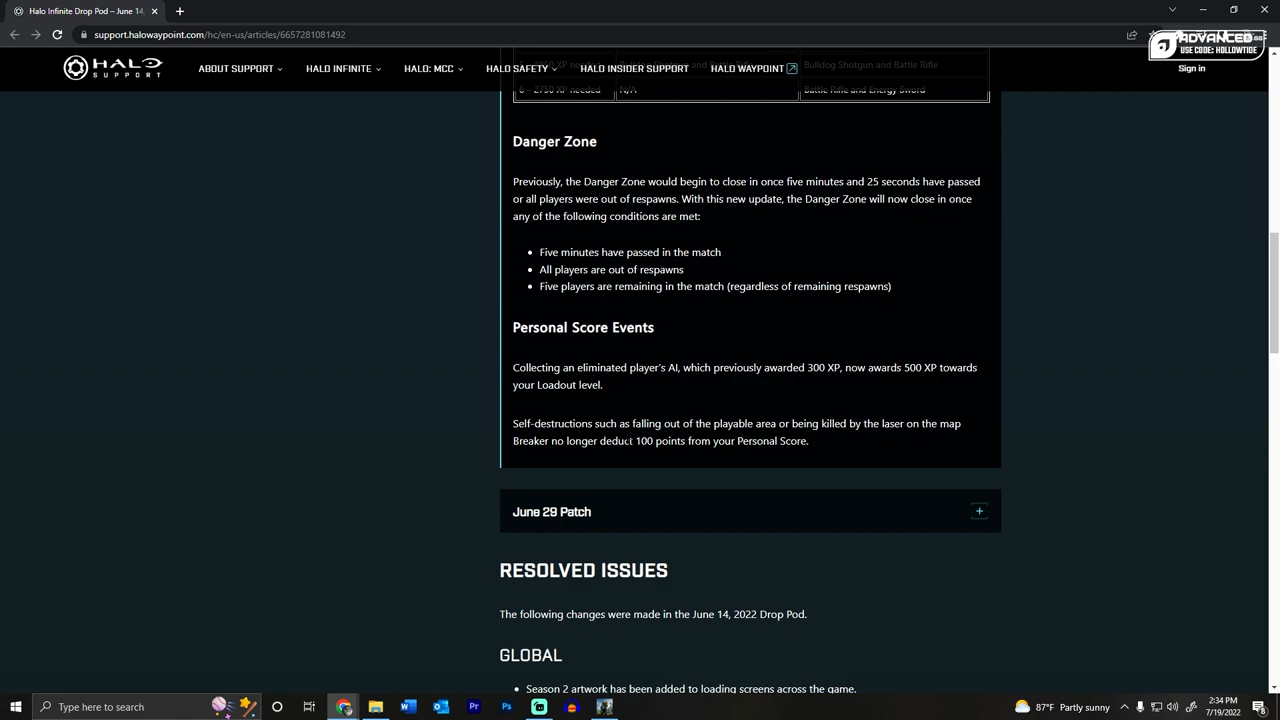 Halo Infinite Drop Pod – June 14,
support.halowaypoint.com/hc/en-us/articles/6657281081492
ADVANCED.GG
USE CODE: HOLLOWTIDE
HALO
SUPPORT
ABOUT SUPPORT
HALO INFINITE
HALO: MCC
HALO SAFETY
HALO INSIDER SUPPORT
HALO WAYPOINT
Sign in
Bulldog Shotgun and Battle Rifle
6 – 2750 XP needed
N/A
Battle Rifle and Energy Sword
Danger Zone
Previously, the Danger Zone would begin to close in once five minutes and 25 seconds have passed
or all players were out of respawns. With this new update, the Danger Zone will now close in once
any of the following conditions are met:
Five minutes have passed in the match
All players are out of respawns
Five players are remaining in the match (regardless of remaining respawns)
Personal Score Events
Collecting an eliminated player's AI, which previously awarded 300 XP, now awards 500 XP towards
your Loadout level.
Self-destructions such as falling out of the playable area or being killed by the laser on the map
Breaker no longer deduct 100 points from your Personal Score.
June 29 Patch
RESOLVED ISSUES
The following changes were made in the June 14, 2022 Drop Pod.
GLOBAL
Season 2 artwork has been added to loading screens across the game.
Type here to search
87°F Partly sunny
2:34 PM
7/19/2022